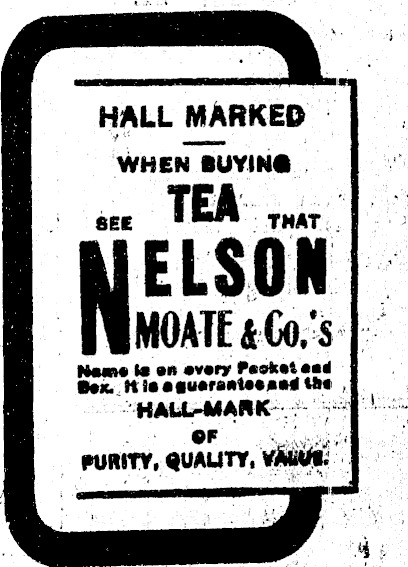 HALL MARKED
WHEN BUYING
TEA
SEE THAT
NELSON
MOATE & Co,'s
Name is on every Packet and
Box. It is a guarantee and the
HALL-MARK
OF
PURITY, QUALITY, VALUE.